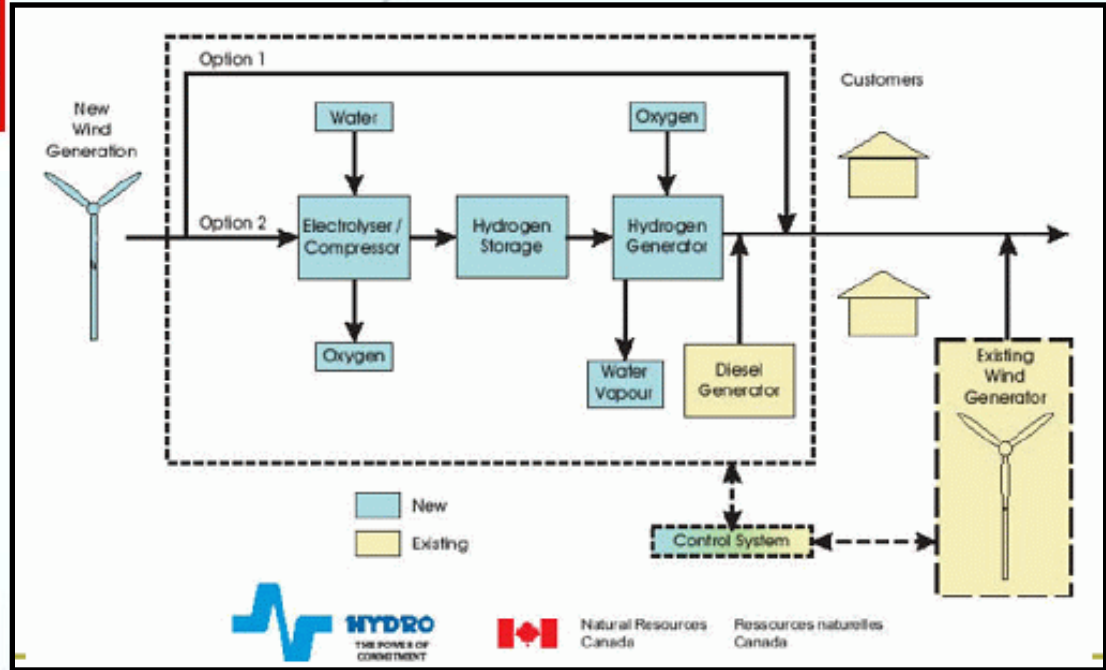 Option 1
Customers
New
Wind
Generation
Water
Oxygen
Option 2
Electrolyser /
Compressor
Hydrogen
Storage
Hydrogen
Generator
Oxygen
Water
Vapour
Diesel
Generator
Existing
Wind
Generator
New
Existing
Control System
HYDRO
THE POWER OF
COMMITMENT
Natural Resources
Canada
Ressources naturelles
Canada